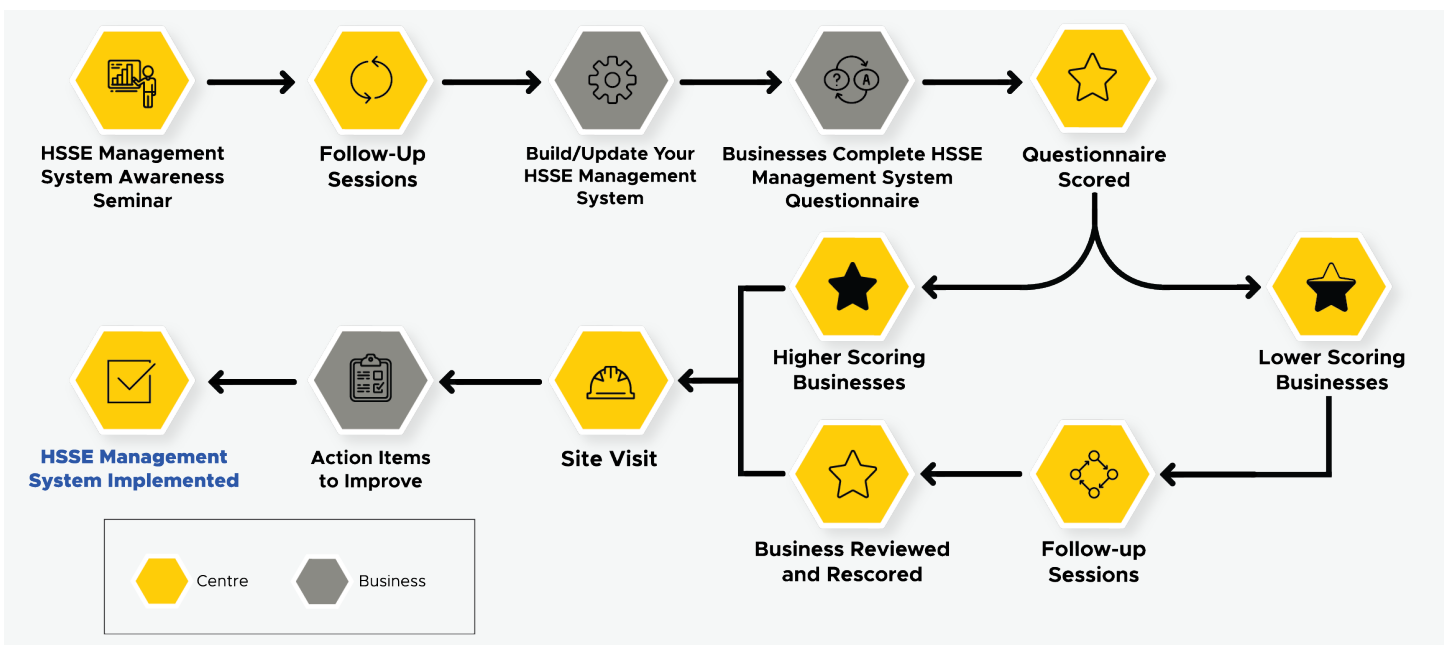 HSSE Management
System Awareness
Seminar
Follow-Up
Sessions
Build/Update Your
HSSE Management
System
Businesses Complete HSSE
Management System
Questionnaire
? A
Questionnaire
Scored
Higher Scoring
Businesses
Lower Scoring
Businesses
Follow-up
Sessions
Business Reviewed
and Rescored
Site Visit
Action Items
to Improve
HSSE Management
System Implemented
Centre
Business